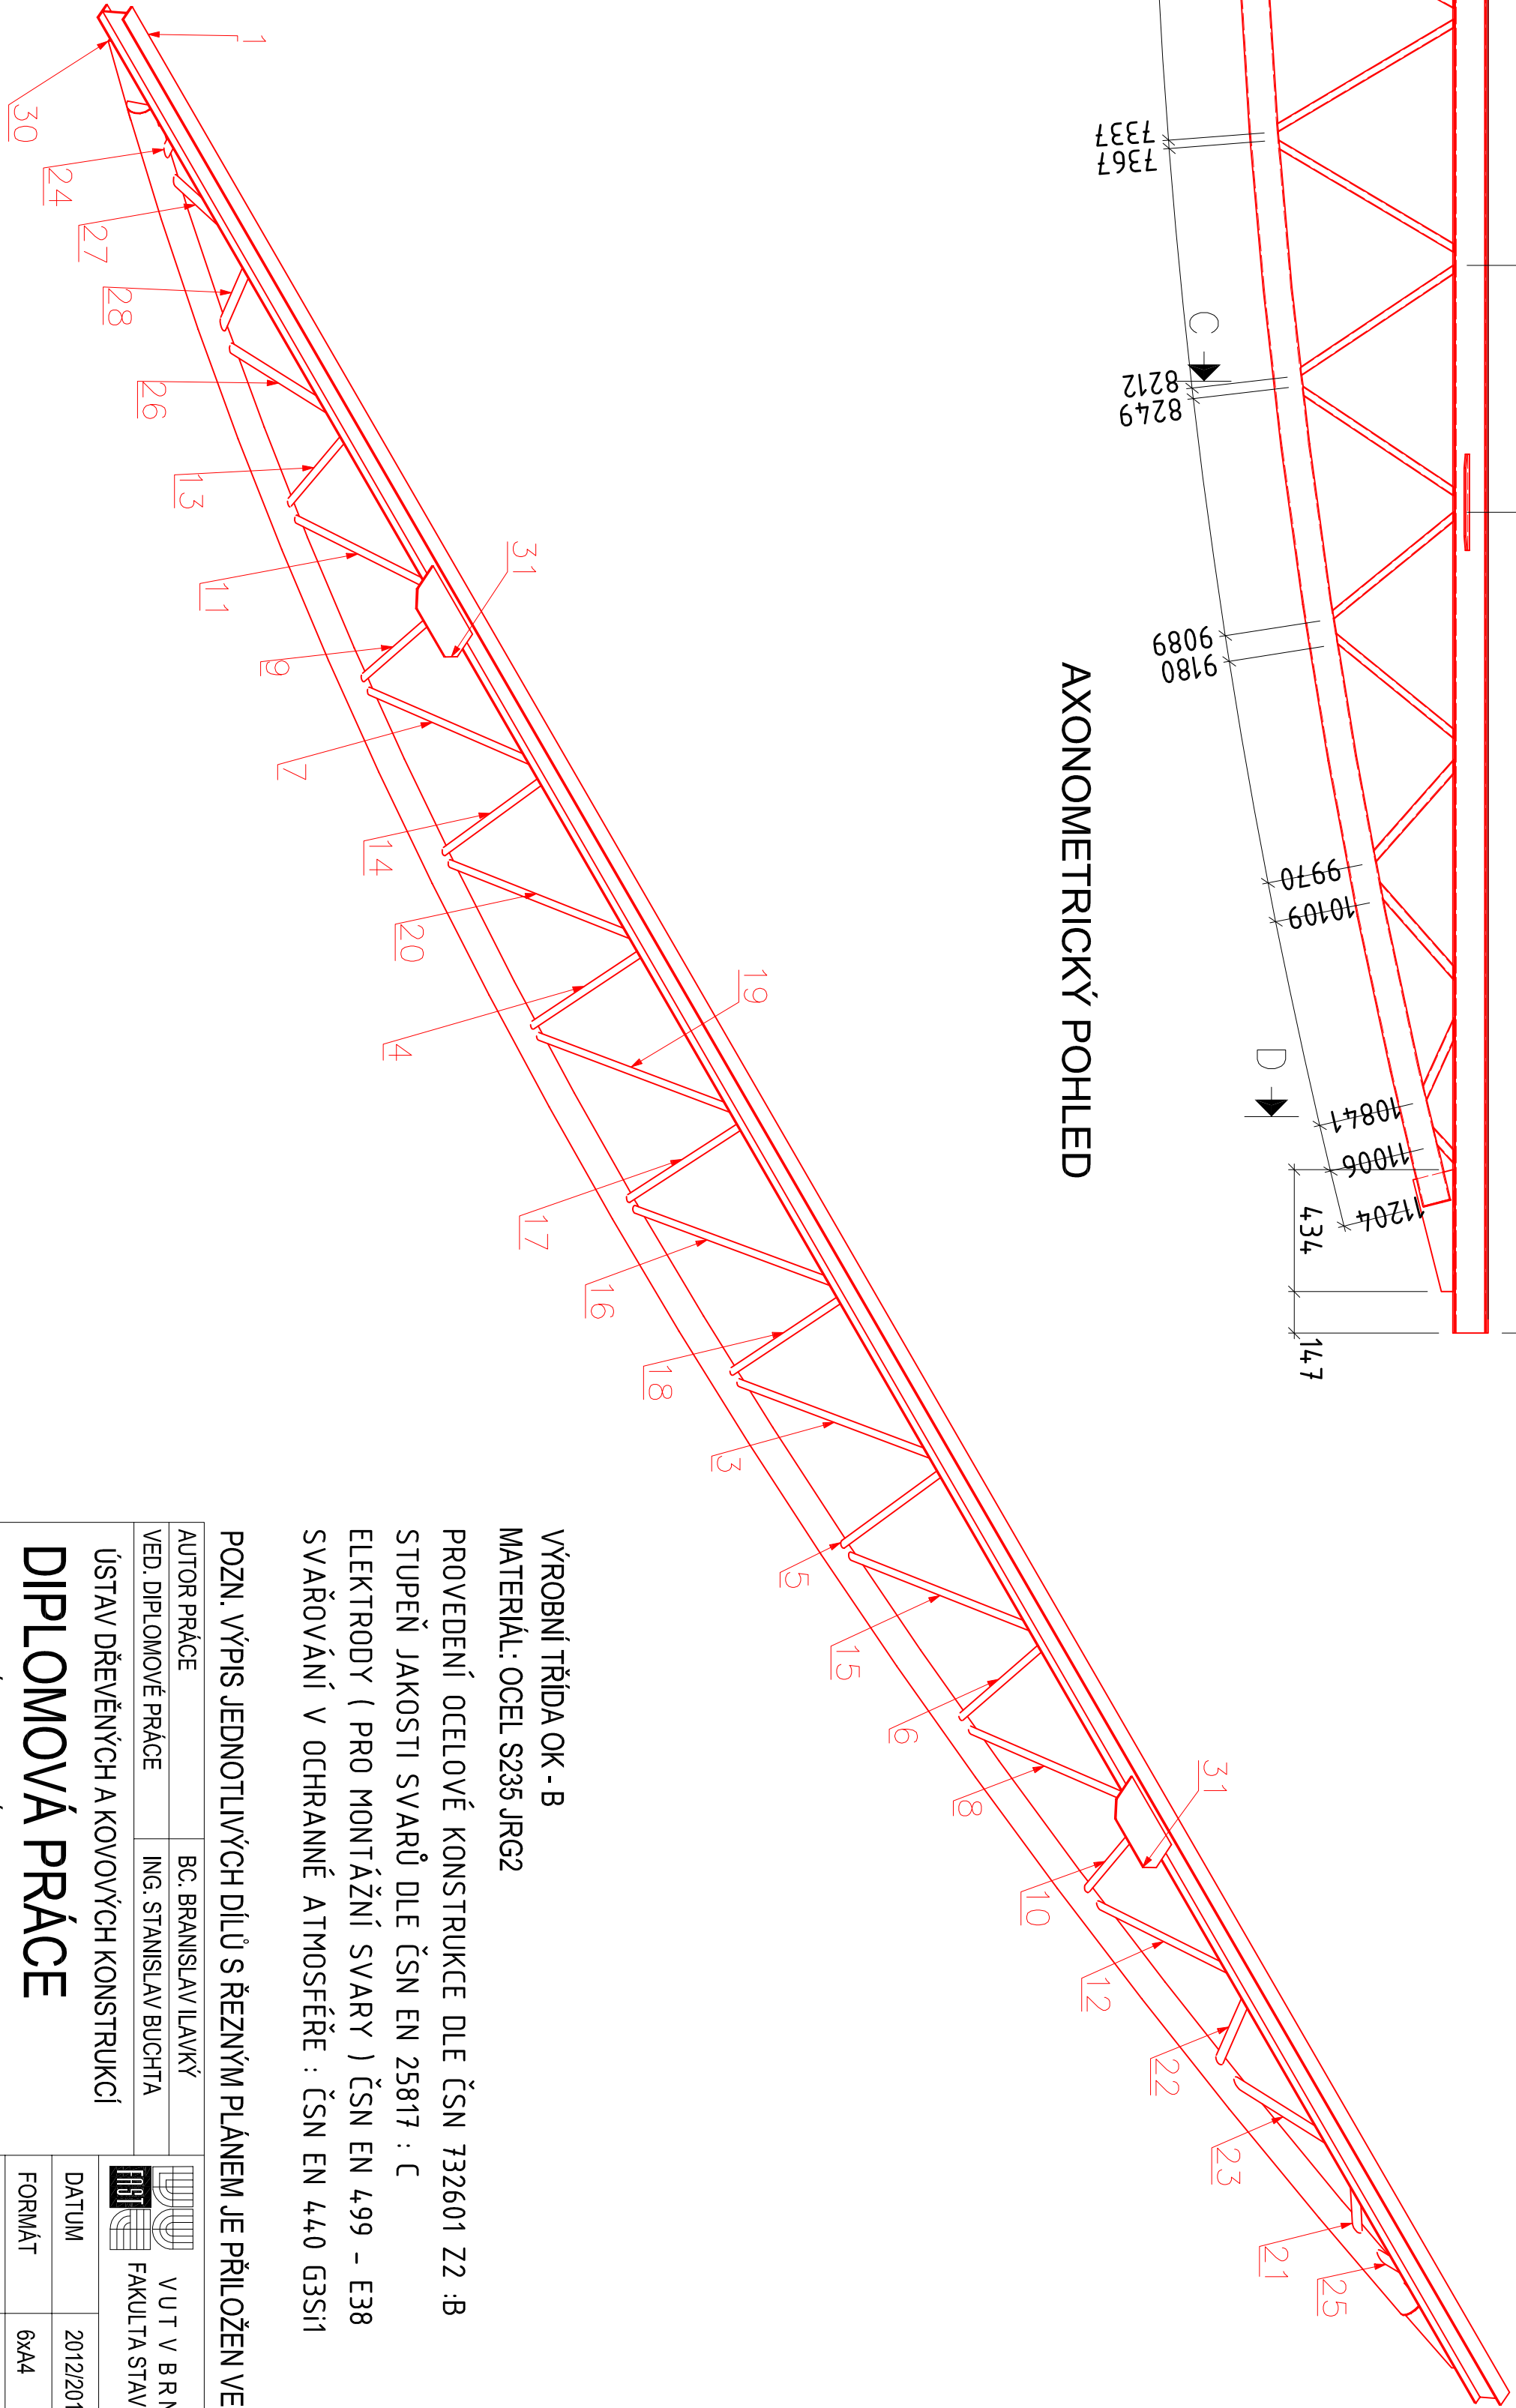 7337
7367
C
8212
8249
9089
9180
9970
10109
D
10841
11006
11204
434
147
AXONOMETRICKÝ POHLED
1
30
24
27
28
26
13
11
31
9
7
14
20
19
4
17
16
18
3
5
15
6
8
31
10
12
22
23
21
25
VÝROBNÍ TŘÍDA OK - B
MATERIÁL: OCEL S235 JRG2
PROVEDENÍ OCELOVÉ KONSTRUKCE DLE ČSN 732601 Z2 :B
STUPEŇ JAKOSTI SVARŮ DLE ČSN EN 25817 : C
ELEKTRODY ( PRO MONTÁŽNÍ SVARY ) ČSN EN 499 - E38
SVAŘOVÁNÍ V OCHRANNÉ ATMOSFÉŘE : ČSN EN 440 G3Si1
POZN. VÝPIS JEDNOTLIVÝCH DÍLŮ S ŘEZNÝM PLÁNEM JE PŘILOŽEN VE
AUTOR PRÁCE BC. BRANISLAV ILAVKÝ
VED. DIPLOMOVÉ PRÁCE ING. STANISLAV BUCHTA
ÚSTAV DŘEVĚNÝCH A KOVOVÝCH KONSTRUKCÍ
DIPLOMOVÁ PRÁCE
FAST
V U T V B R N
FAKULTA STAV
DATUM 2012/201
FORMÁT 6xA4